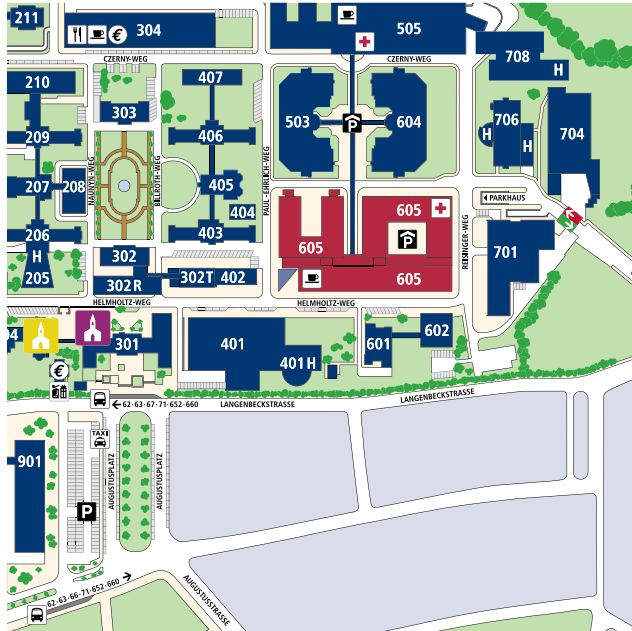 211
304
€
505
CZERNY-WEG
CZERNY-WEG
708
H
210
407
303
503
P
604
706
H
H
704
209
406
HAUNYN-WEG
BILLROTH-WEG
PAUL-EHRLICH-WEG
207
208
405
404
PARKHAUS
206
403
605
605
P
H
205
302
302R
302T
402
605
REISINGER-WEG
701
HELMHOLTZ-WEG
HELMHOLTZ-WEG
04
301
401
401H
601
602
€
62·63·67·71·652·660
LANGENBECKSTRASSE
LANGENBECKSTRASSE
TAXI
901
P
AUGUSTUSPLATZ
AUGUSTUSPLATZ
62·63·66·71·652·660
AUGUSTUSSTRASSE